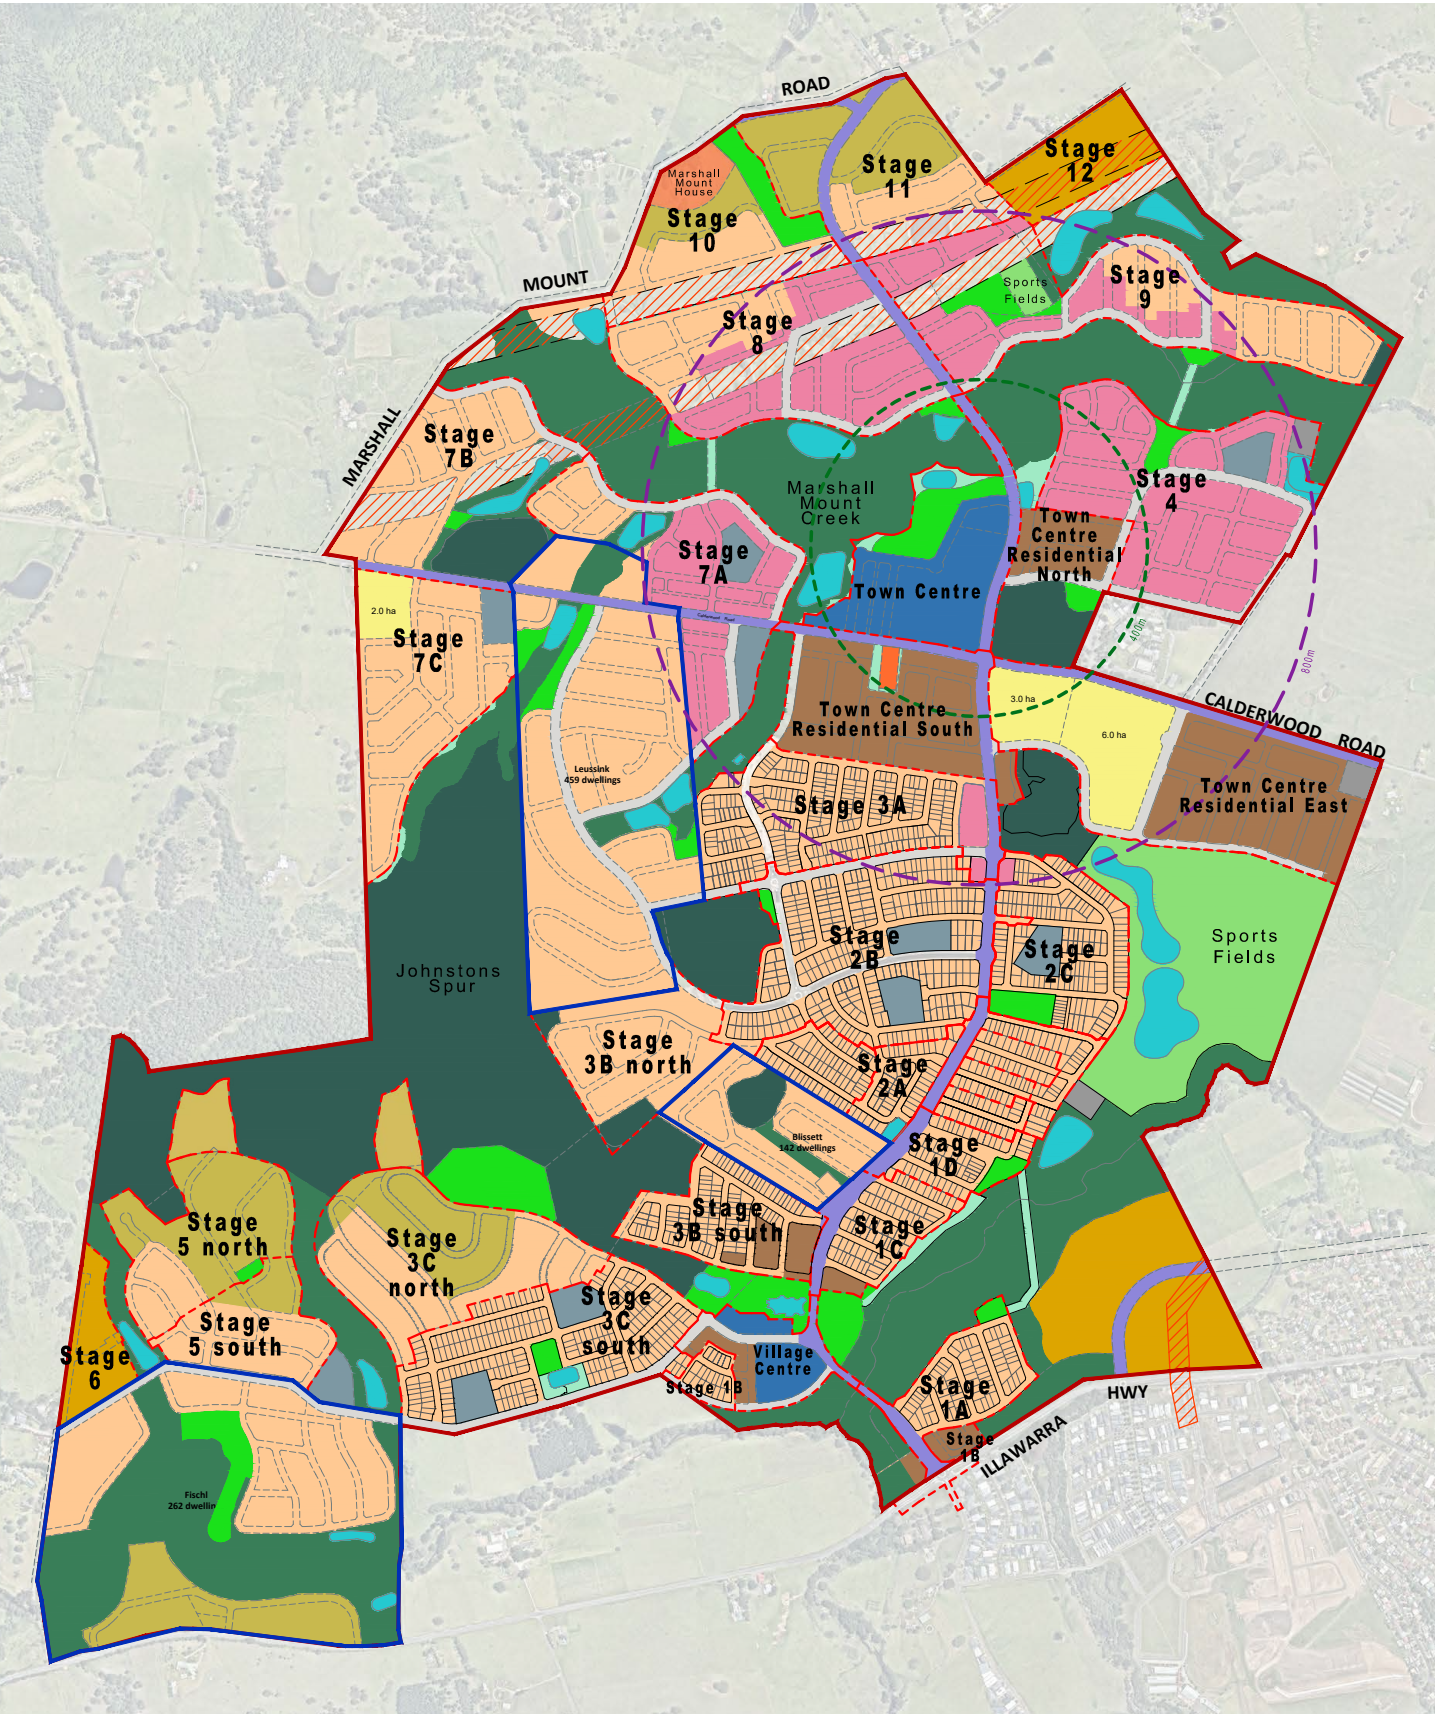 ROAD
Stage
12
Stage
11
Marshall
Mount
House
Stage
10
MOUNT
Sports
Fields
Stage
9
Stage
8
MARSHALL
Stage
7B
Marshall
Mount
Creek
Stage
4
Town
Centre
Residential
North
Stage
7A
Town Centre
2.0 ha
Calderwood Road
400m
800m
Stage
7C
3.0 ha
CALDERWOOD ROAD
Town Centre
Residential South
6.0 ha
Leussink
459 dwellings
Stage 3A
Town Centre
Residential East
Stage
2B
Stage
2C
Sports
Fields
Johnstons
Spur
Stage
3B north
Stage
2A
Blissett
142 dwellings
Stage
1D
Stage
5 north
Stage
3C
north
Stage
3B south
Stage
1C
Stage
3C
south
Stage
5 south
Stage
6
Village
Centre
Stage 1B
Stage
1A
HWY
ILLAWARRA
Stage
1B
Fischl
262 dwellin